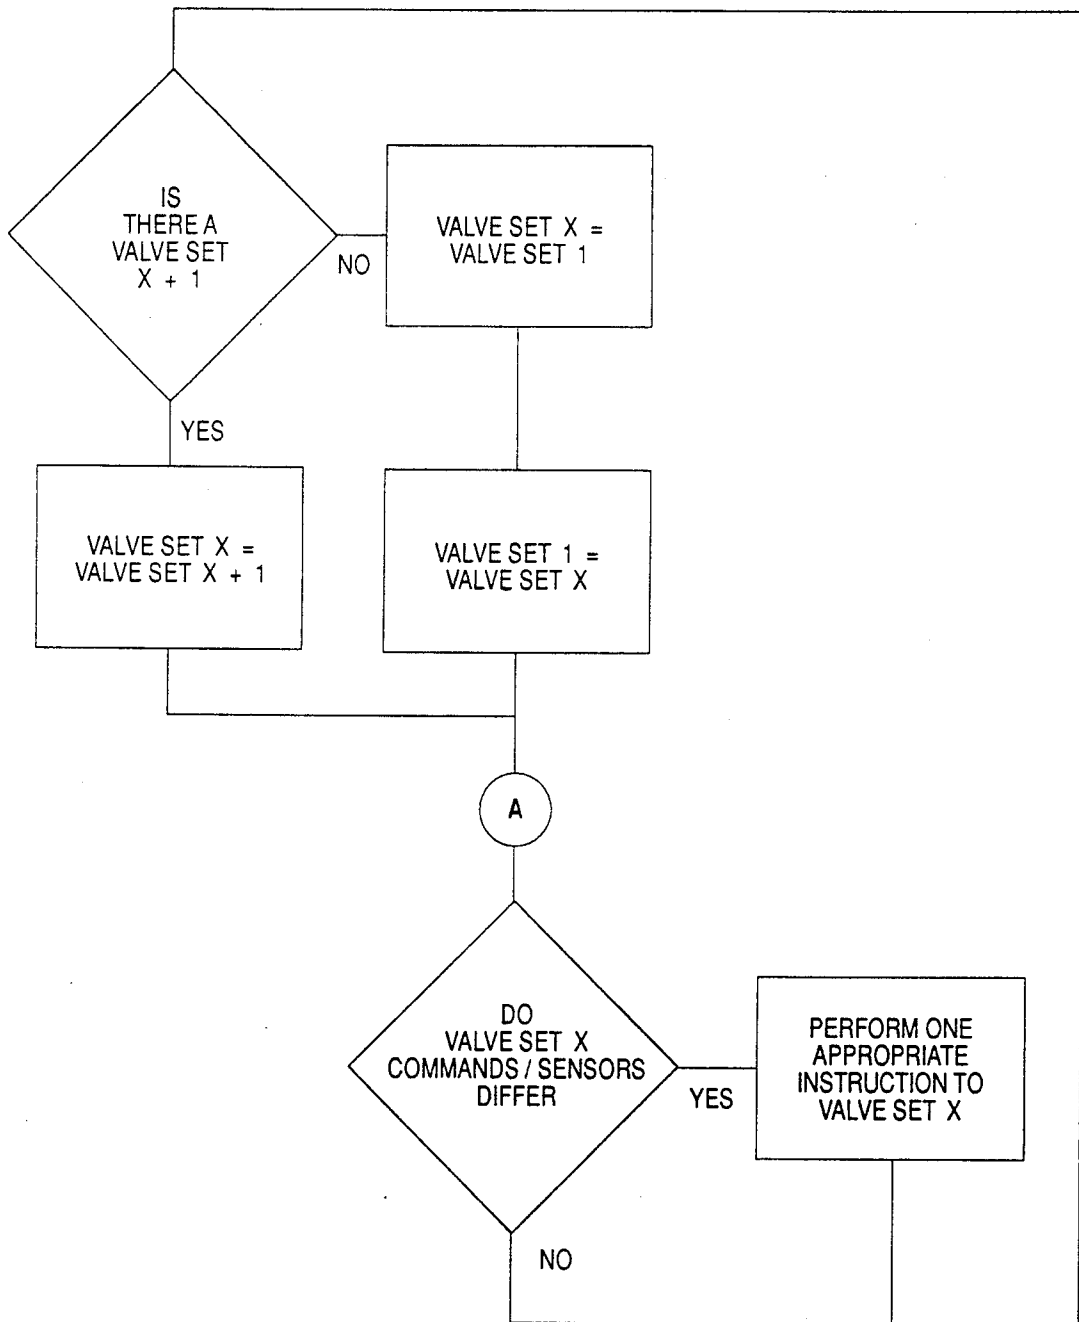 IS
THERE A
VALVE SET
X + 1
NO
VALVE SET X =
VALVE SET 1
YES
VALVE SET X =
VALVE SET X + 1
VALVE SET 1 =
VALVE SET X
A
DO
VALVE SET X
COMMANDS / SENSORS
DIFFER
YES
PERFORM ONE
APPROPRIATE
INSTRUCTION TO
VALVE SET X
NO